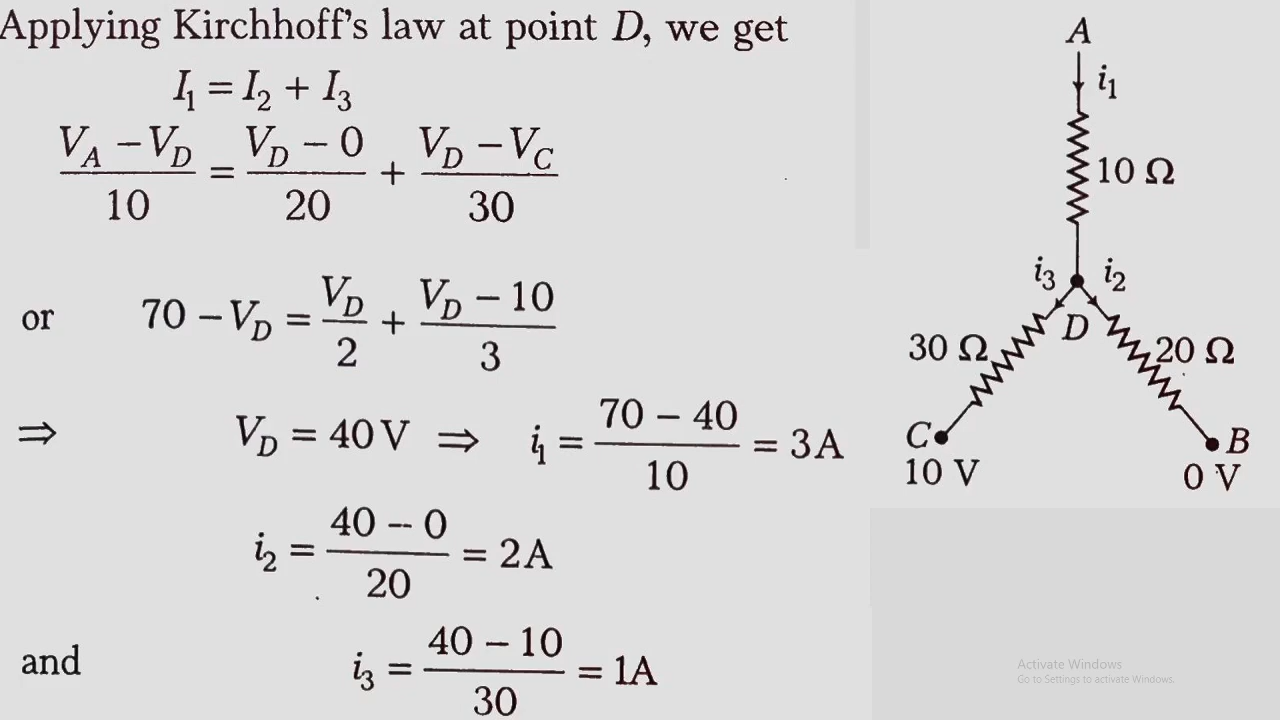 Applying Kirchhoff's law at point D, we get
I₁ = I₂ + I₃
(V_A − V_D)/10 = (V_D − 0)/20 + (V_D − V_C)/30
or 70 − V_D = V_D/2 + (V_D − 10)/3
⇒ V_D = 40 V ⇒ i₁ = (70 − 40)/10 = 3 A
i₂ = (40 − 0)/20 = 2 A
and i₃ = (40 − 10)/30 = 1A
A
i₁
10 Ω
i₃ i₂
D
30 Ω 20 Ω
C B
10 V 0 V
Activate Windows
Go to Settings to activate Windows.